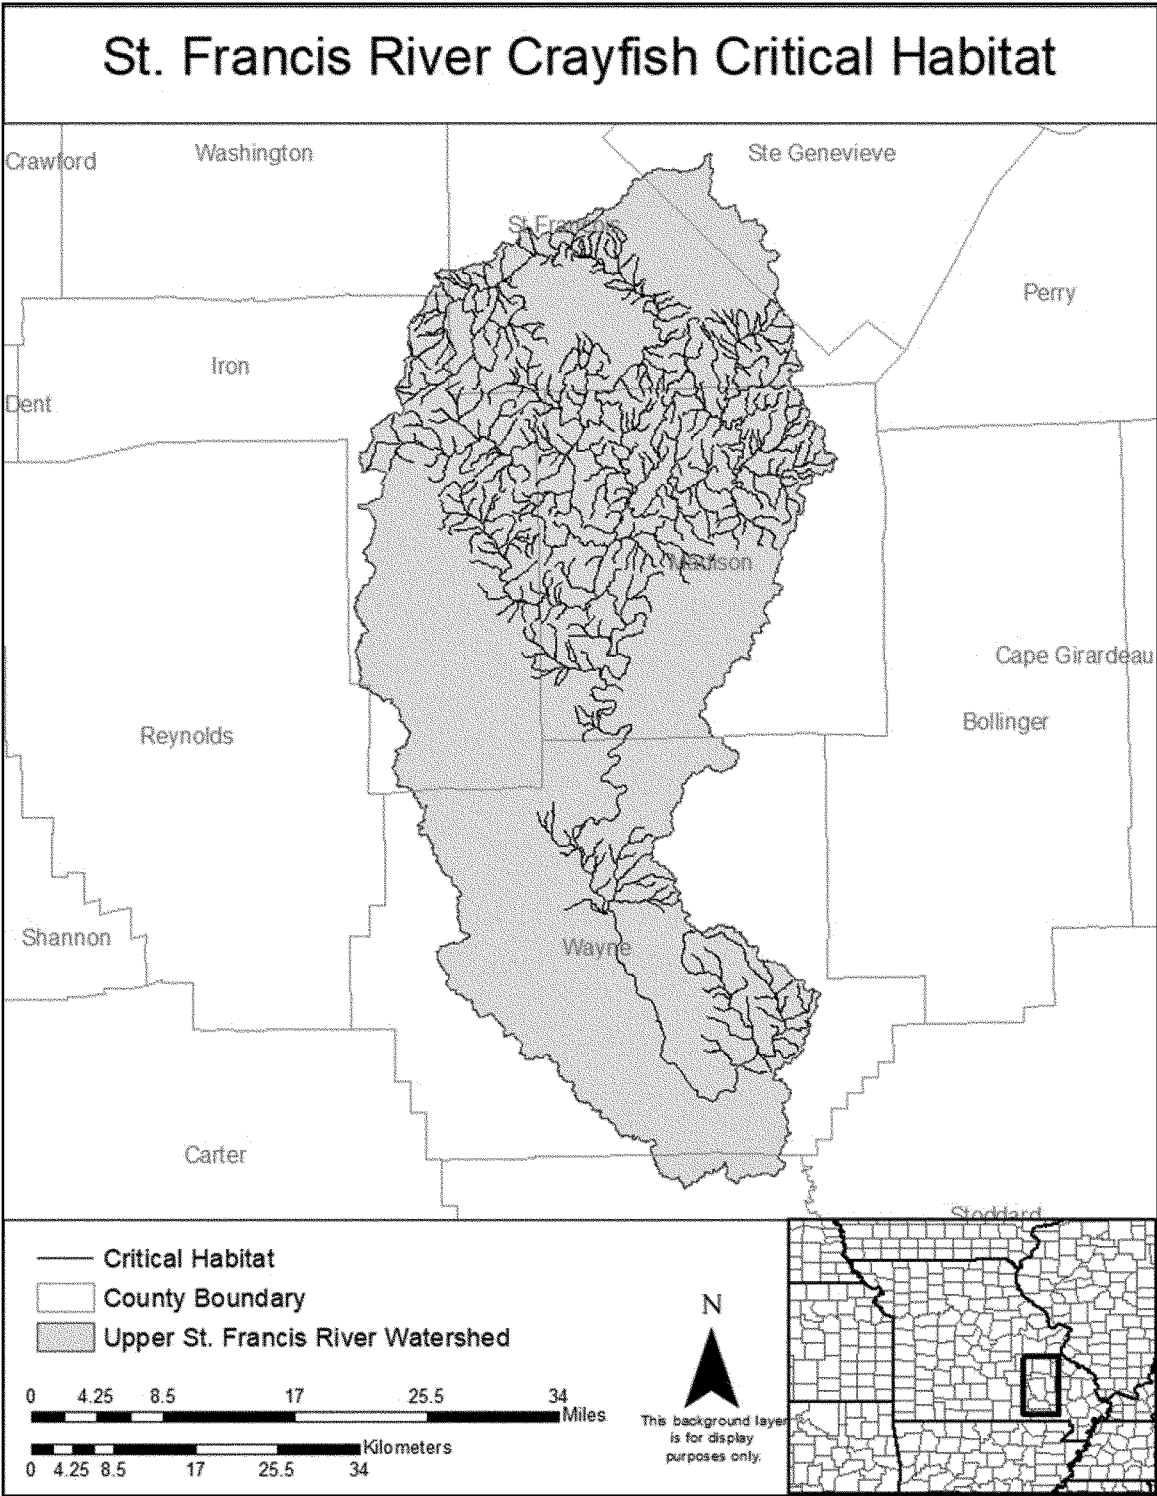 St. Francis River Crayfish Critical Habitat
Crawford
Washington
Ste Genevieve
St Francois
Perry
Iron
Dent
Madison
Cape Girardeau
Bollinger
Reynolds
Shannon
Wayne
Carter
Stoddard
Critical Habitat
County Boundary
Upper St. Francis River Watershed
0 4.25 8.5 17 25.5 34
Miles
Kilometers
0 4.25 8.5 17 25.5 34
N
This background layer
is for display
purposes only.